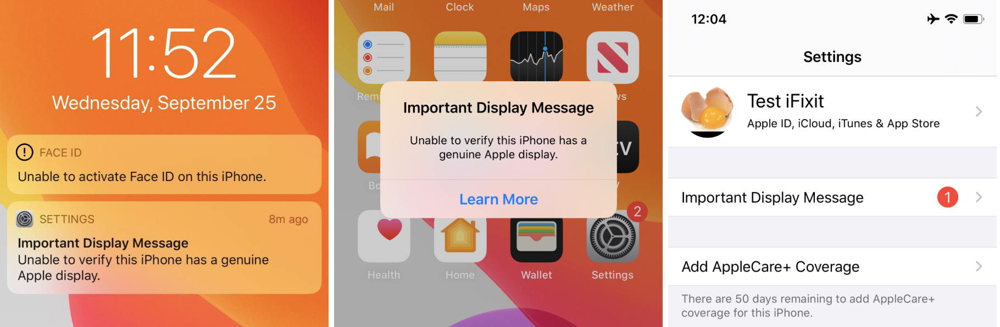 11:52
Wednesday, September 25
FACE ID
Unable to activate Face ID on this iPhone.
SETTINGS 8m ago
Important Display Message
Unable to verify this iPhone has a genuine
Apple display.
Mail Clock Maps Weather
Important Display Message
Unable to verify this iPhone has a
genuine Apple display.
Learn More
2
Health Home Wallet Settings
12:04
Settings
Test iFixit
Apple ID, iCloud, iTunes & App Store
Important Display Message 1
Add AppleCare+ Coverage
There are 50 days remaining to add AppleCare+
coverage for this iPhone.